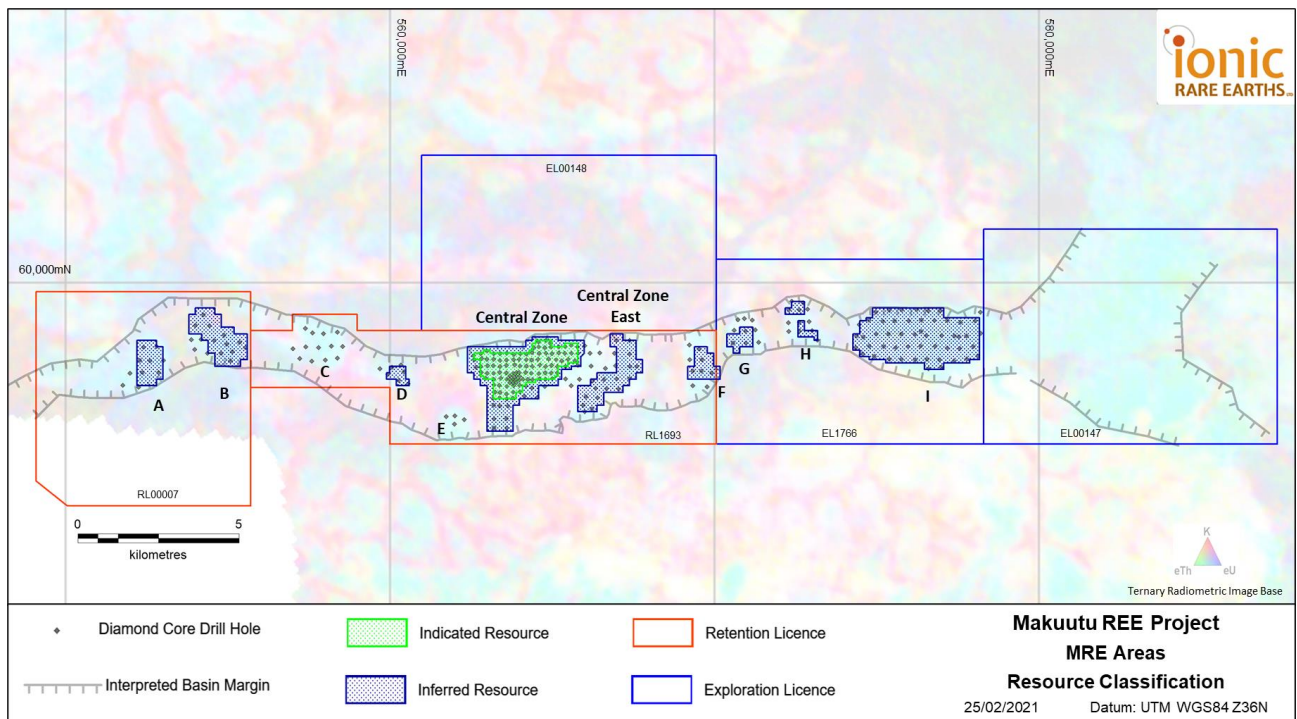 560,000mE
580,000mE
ionic
RARE EARTHS
EL00148
60,000mN
Central Zone
East
Central Zone
A
B
C
D
E
F
G
H
I
RL1693
EL1766
EL00147
RL00007
0
5
kilometres
K
eTh
eU
Ternary Radiometric Image Base
Diamond Core Drill Hole
Indicated Resource
Retention Licence
Interpreted Basin Margin
Inferred Resource
Exploration Licence
Makuutu REE Project
MRE Areas
Resource Classification
25/02/2021
Datum: UTM WGS84 Z36N